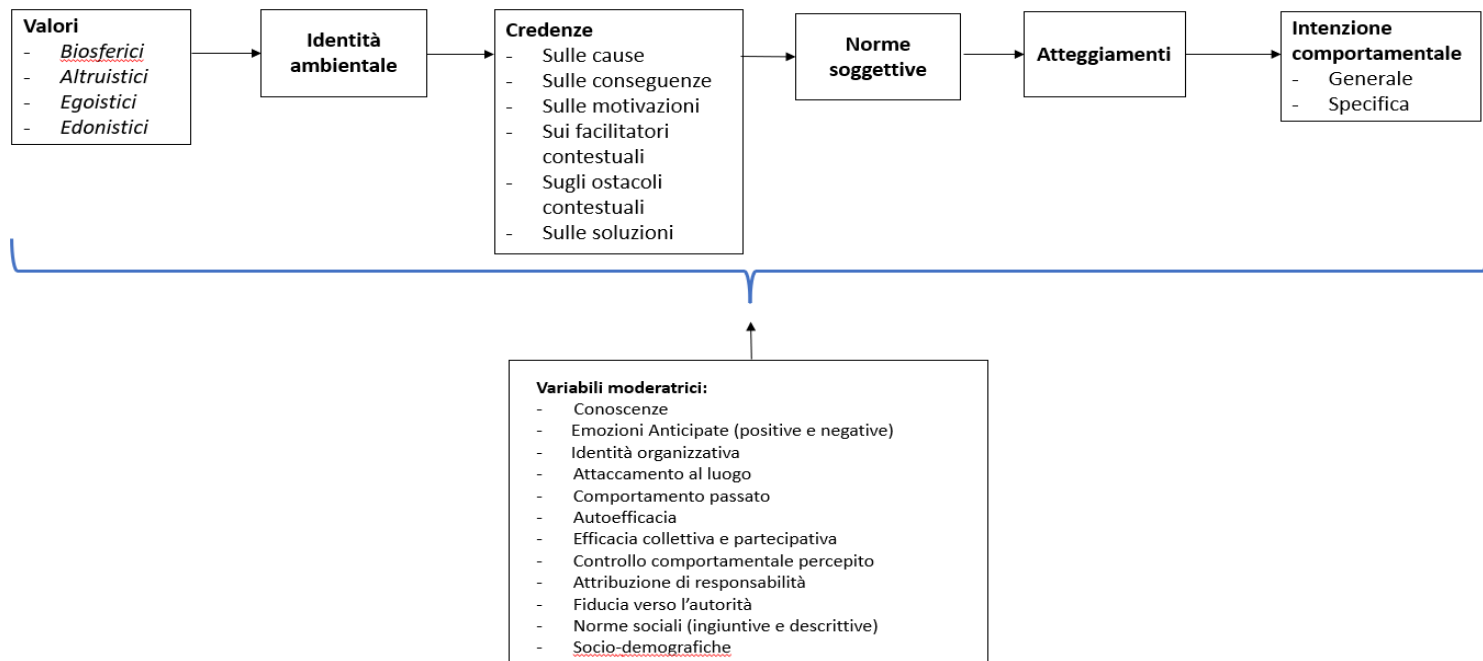 Valori
- Biosferici
- Altruistici
- Egoistici
- Edonistici
Identità
ambientale
Credenze
- Sulle cause
- Sulle conseguenze
- Sulle motivazioni
- Sui facilitatori
contestuali
- Sugli ostacoli
contestuali
- Sulle soluzioni
Norme
soggettive
Atteggiamenti
Intenzione
comportamentale
- Generale
- Specifica
Variabili moderatrici:
- Conoscenze
- Emozioni Anticipate (positive e negative)
- Identità organizzativa
- Attaccamento al luogo
- Comportamento passato
- Autoefficacia
- Efficacia collettiva e partecipativa
- Controllo comportamentale percepito
- Attribuzione di responsabilità
- Fiducia verso l’autorità
- Norme sociali (ingiuntive e descrittive)
- Socio-demografiche